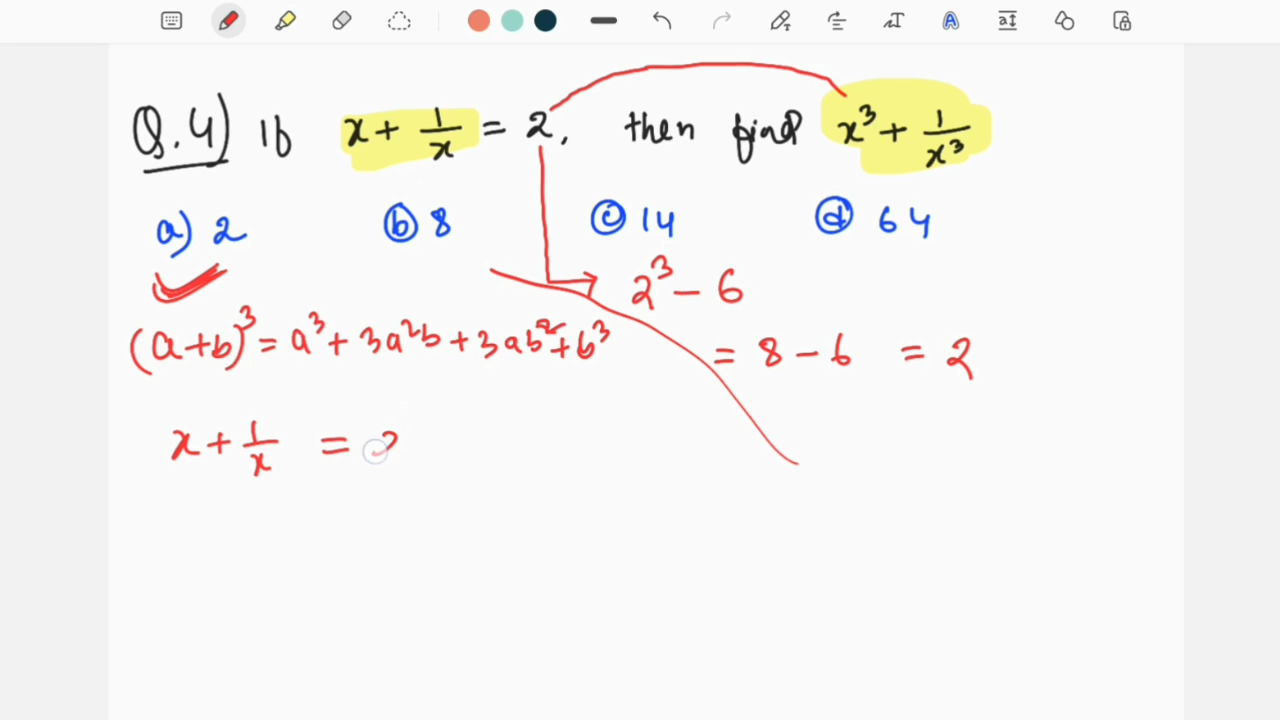 Q.4) If x + 1/x = 2, then find x³ + 1/x³
a) 2 (b) 8 (c) 14 (d) 64
2³ - 6
(a+b)³ = a³ + 3a²b + 3ab² + b³
= 8 - 6 = 2
x + 1/x =